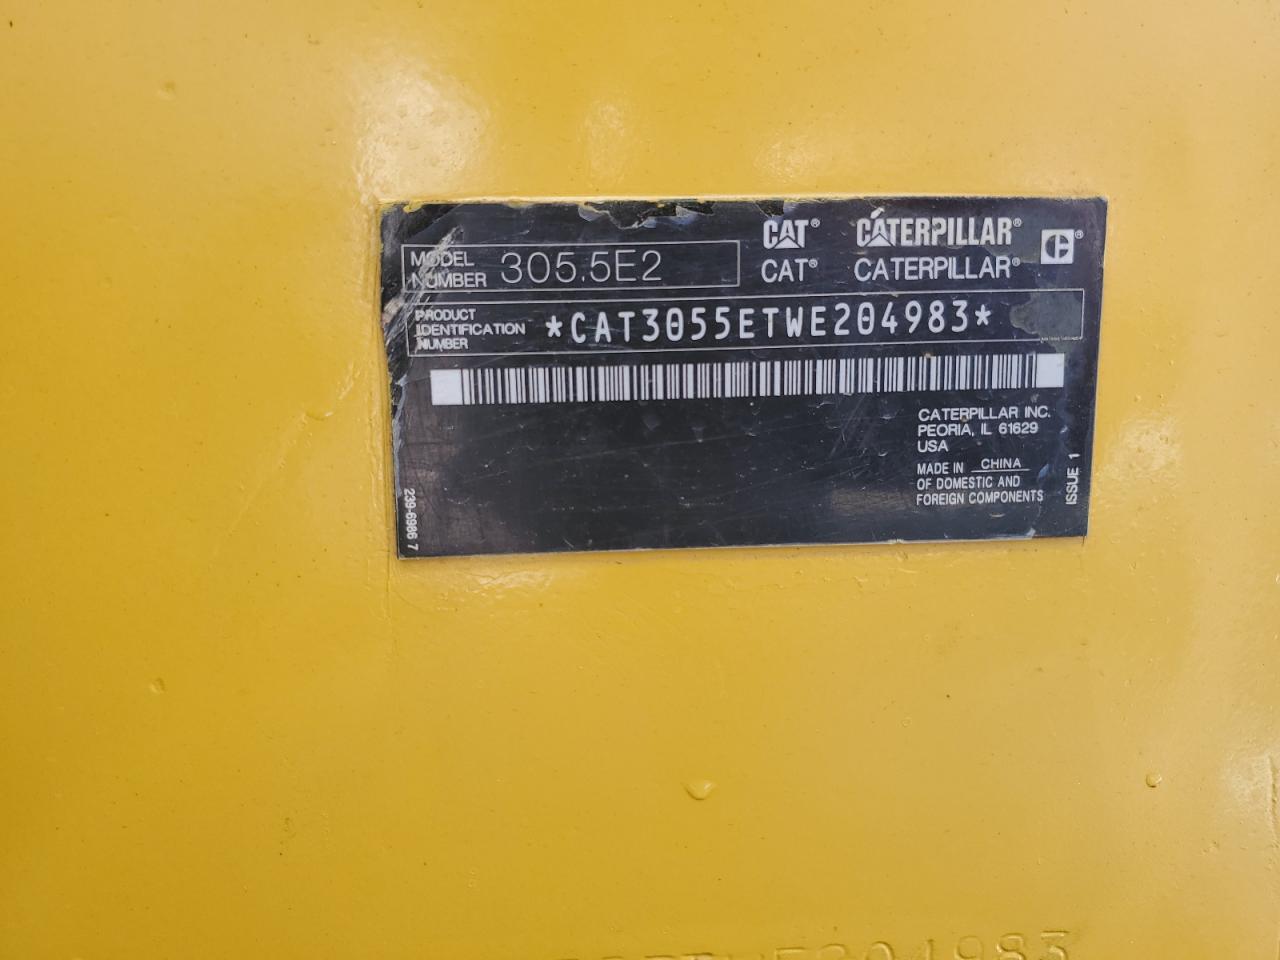 CAT® CATERPILLAR®
CAT® CATERPILLAR®
MODEL NUMBER 305.5E2
PRODUCT IDENTIFICATION NUMBER *CAT3055ETWE204983*
CATERPILLAR INC.
PEORIA, IL 61629
USA
MADE IN CHINA
OF DOMESTIC AND
FOREIGN COMPONENTS
ISSUE 1
239-6986 7
E204983